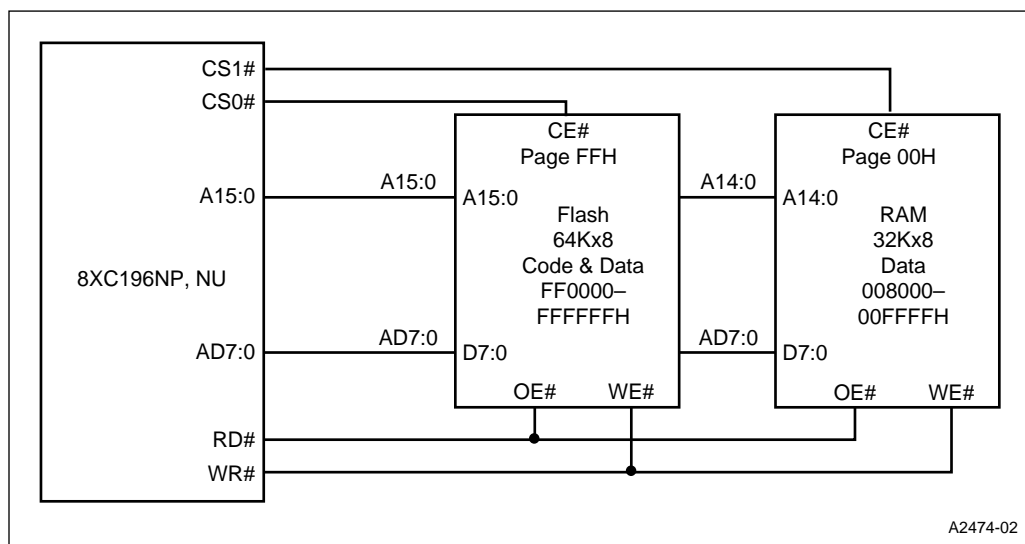 CS1#
CS0#
A15:0
8XC196NP, NU
AD7:0
RD#
WR#
A15:0
AD7:0
CE#
Page FFH
A15:0
Flash
64Kx8
Code & Data
FF0000–
FFFFFFH
D7:0
OE# WE#
A14:0
AD7:0
CE#
Page 00H
A14:0
RAM
32Kx8
Data
008000–
00FFFFH
D7:0
OE# WE#
A2474-02